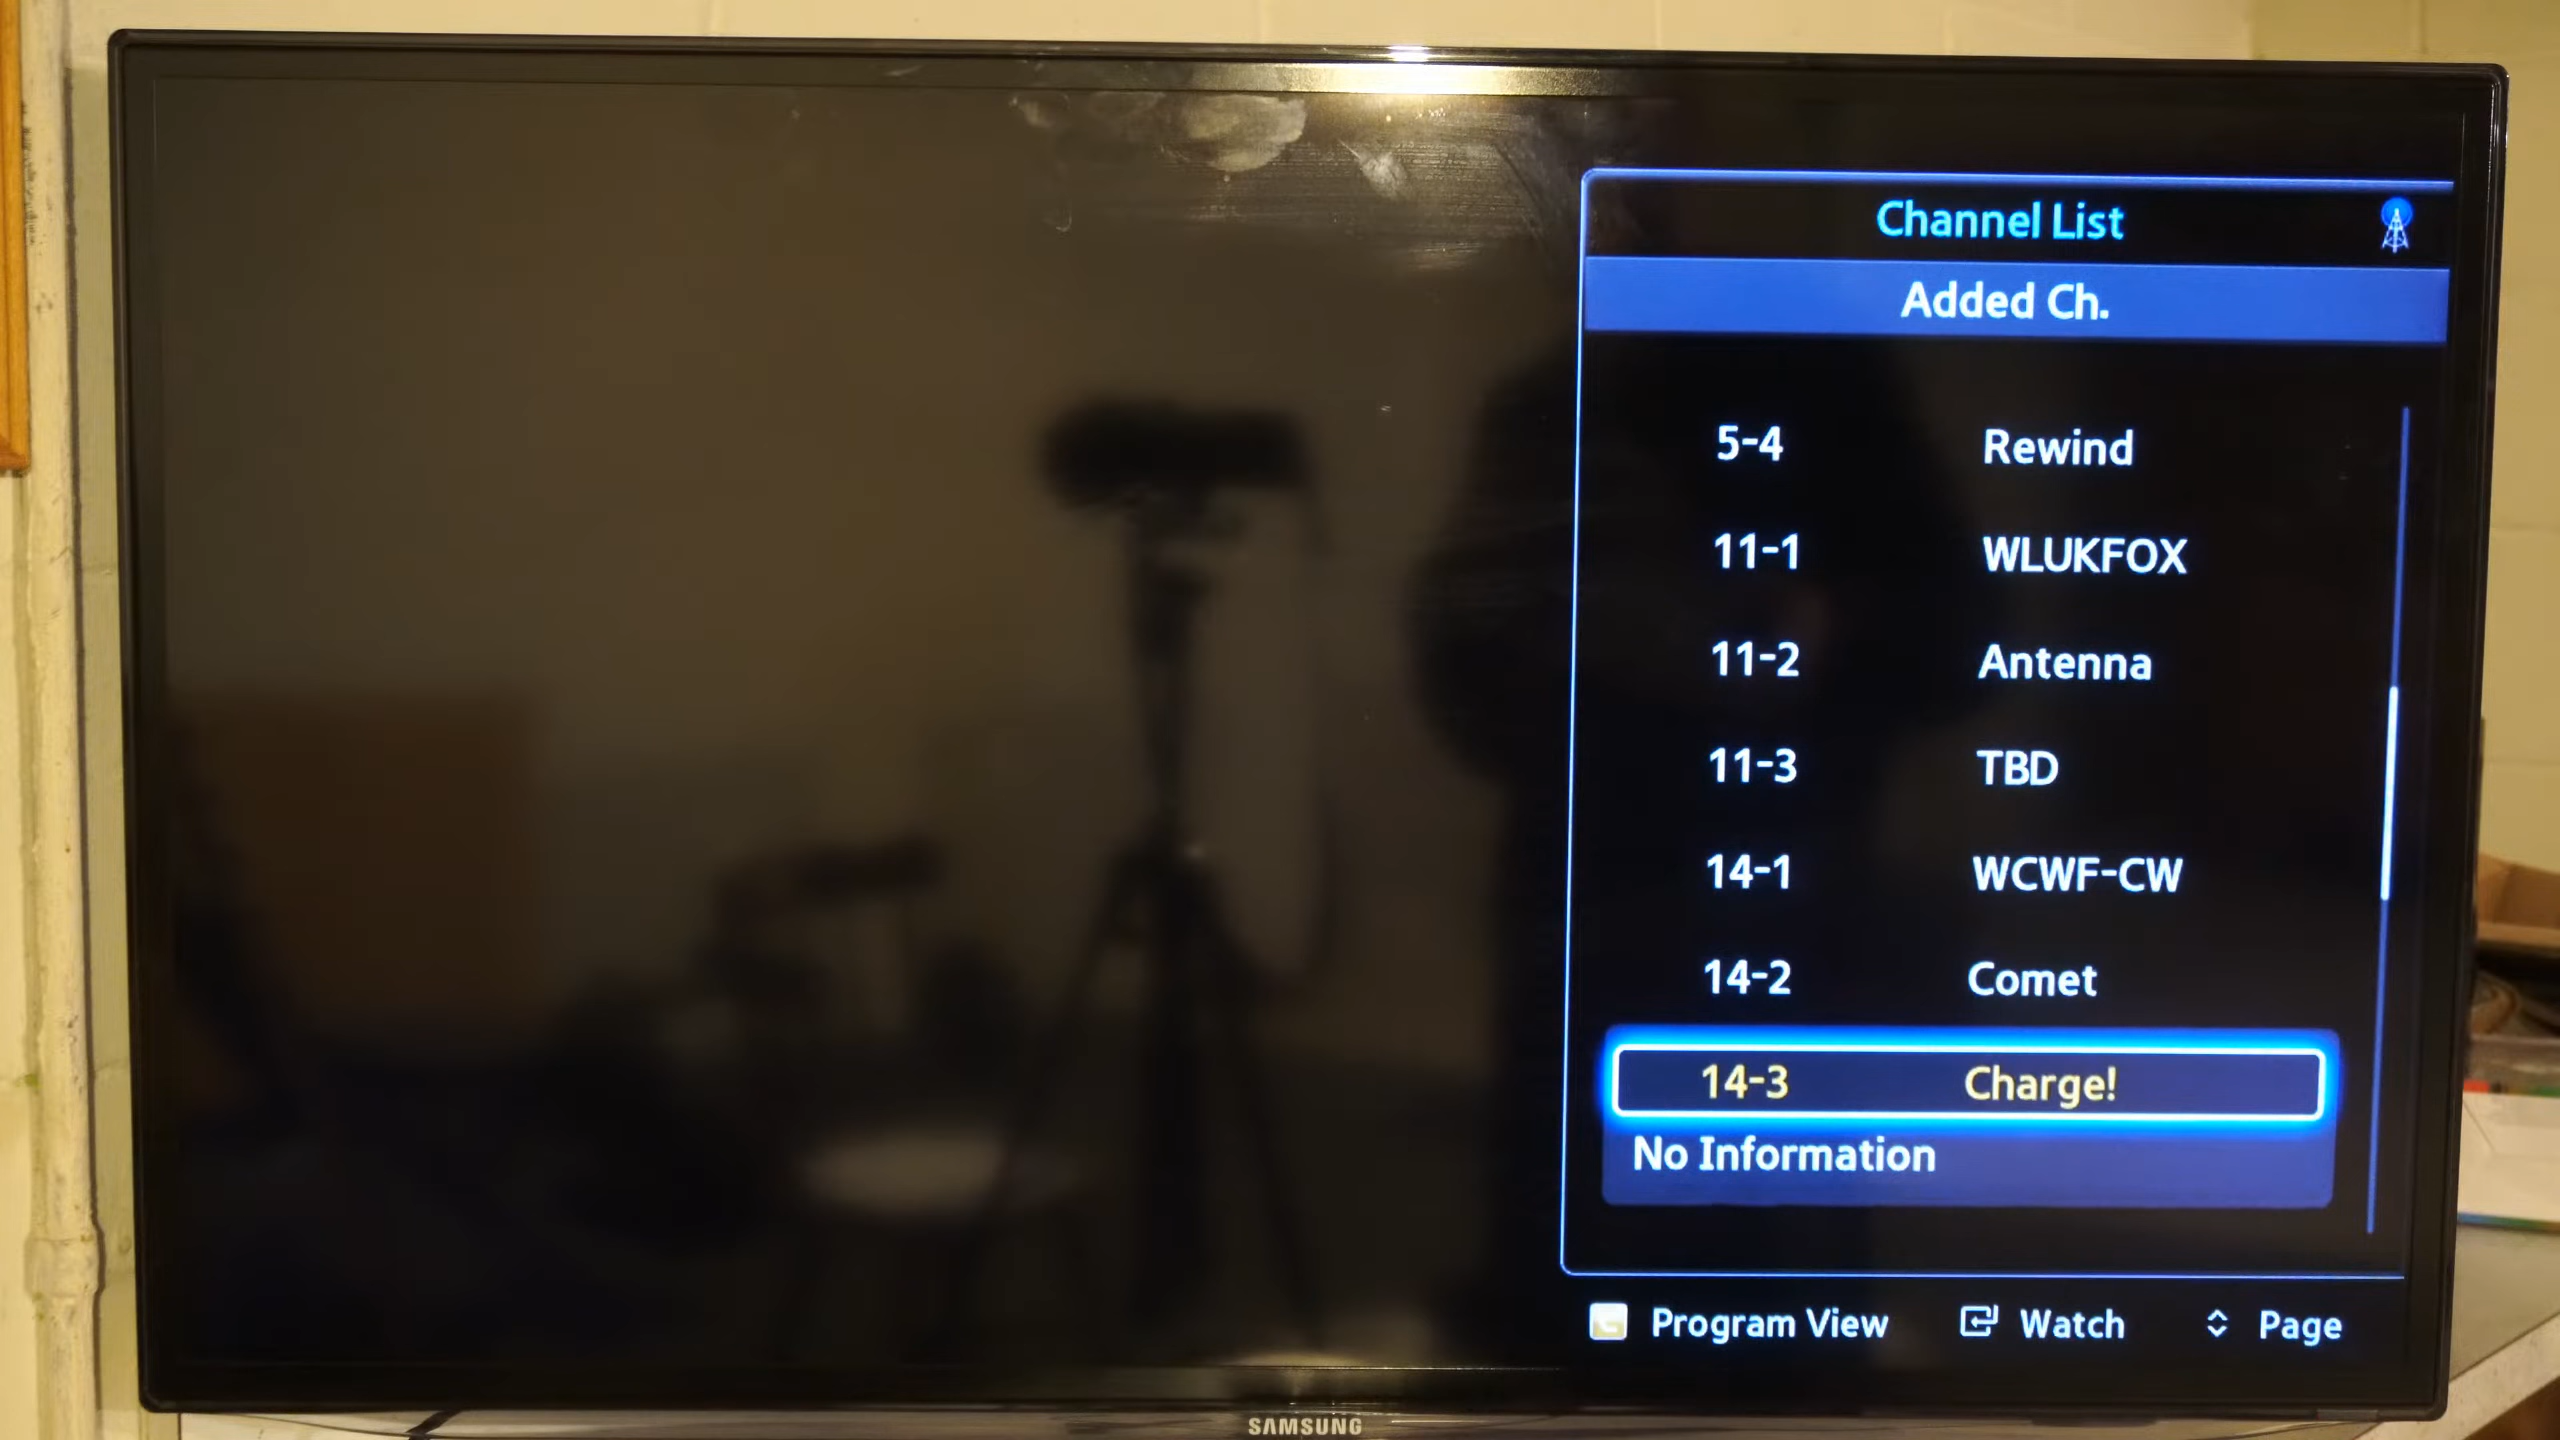 Channel List
Added Ch.
5-4 Rewind
11-1 WLUKFOX
11-2 Antenna
11-3 TBD
14-1 WCWF-CW
14-2 Comet
14-3 Charge!
No Information
Program View Watch Page
SAMSUNG